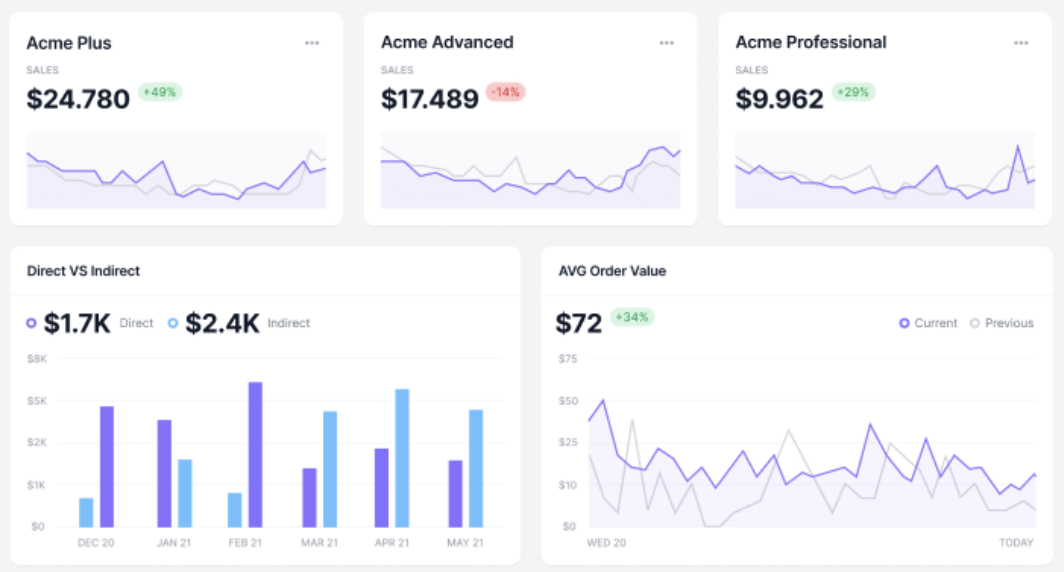 Acme Plus
SALES
$24.780 +49%
Acme Advanced
SALES
$17.489 -14%
Acme Professional
SALES
$9.962 +29%
Direct VS Indirect
$1.7K Direct $2.4K Indirect
$8K
$5K
$2K
$1K
$0
DEC 20 JAN 21 FEB 21 MAR 21 APR 21 MAY 21
AVG Order Value
$72 +34%
Current Previous
$75
$50
$25
$10
$0
WED 20 TODAY